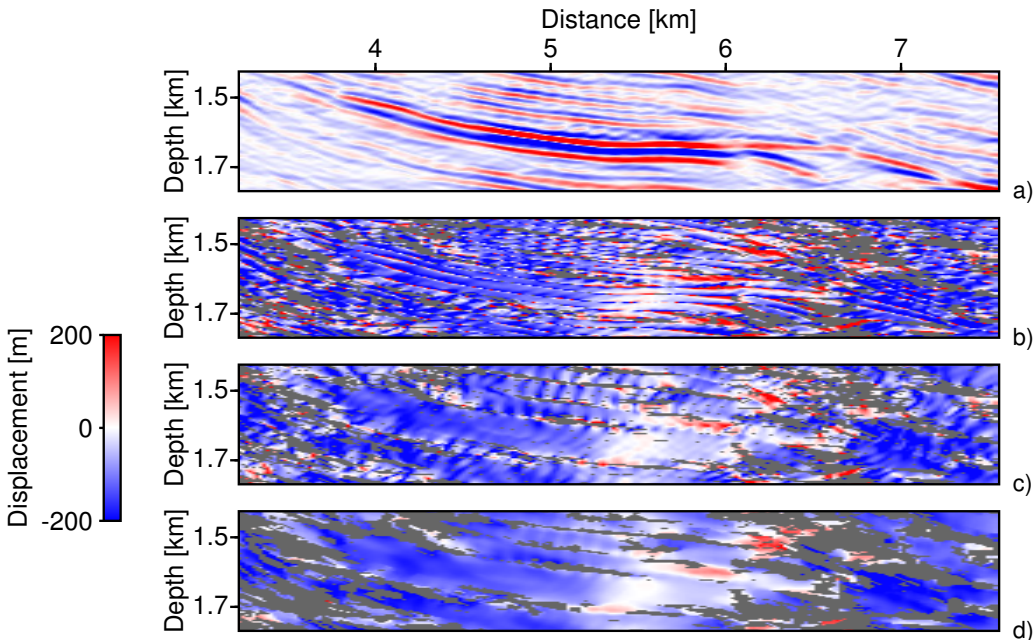 Distance [km]
4 5 6 7
Depth [km]
1.5
1.7
a)
Depth [km]
1.5
1.7
b)
Displacement [m]
200
0
-200
Depth [km]
1.5
1.7
c)
Depth [km]
1.5
1.7
d)